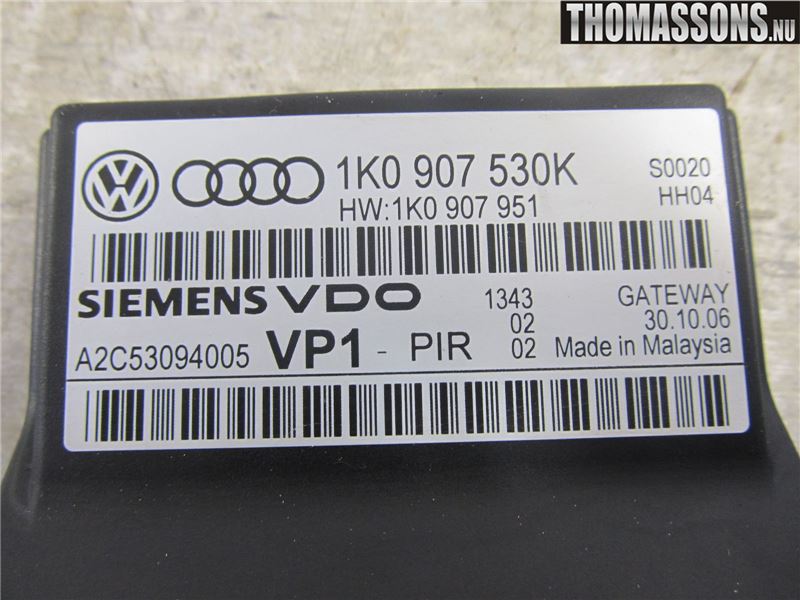 THOMASSONS.NU
1K0 907 530K
S0020
HW:1K0 907 951
HH04
SIEMENS VDO
1343
GATEWAY
02
30.10.06
A2C53094005 VP1 - PIR
02
Made in Malaysia